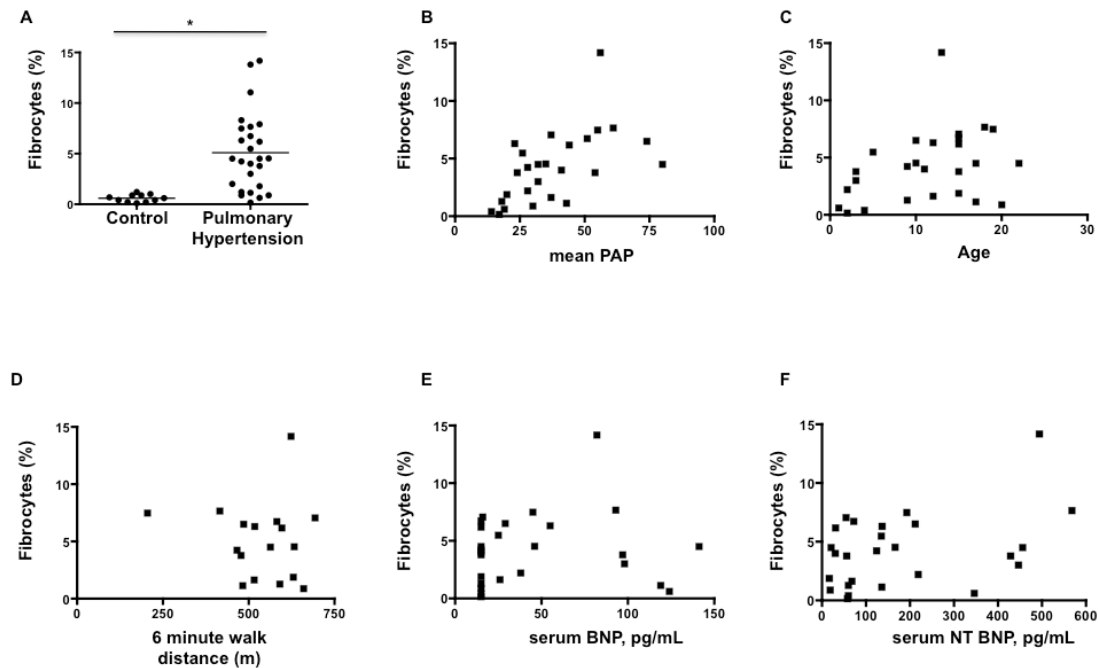 A
*
Fibrocytes (%)
15
10
5
0
Control
Pulmonary
Hypertension
B
Fibrocytes (%)
15
10
5
0
0
25
50
75
100
mean PAP
C
Fibrocytes (%)
15
10
5
0
0
10
20
30
Age
D
Fibrocytes (%)
15
10
5
0
0
250
500
750
6 minute walk
distance (m)
E
Fibrocytes (%)
15
10
5
0
0
50
100
150
serum BNP, pg/mL
F
Fibrocytes (%)
15
10
5
0
0
100
200
300
400
500
600
serum NT BNP, pg/mL